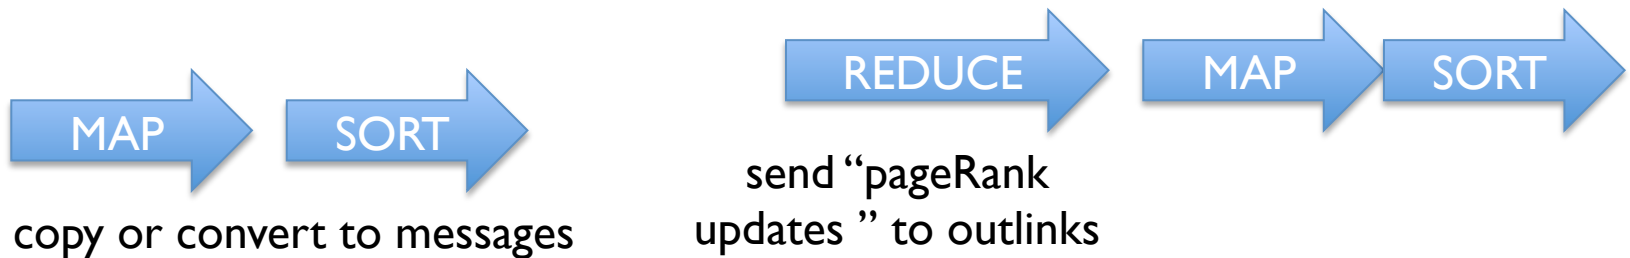 MAP
SORT
copy or convert to messages
REDUCE
MAP
SORT
send “pageRank
updates ” to outlinks